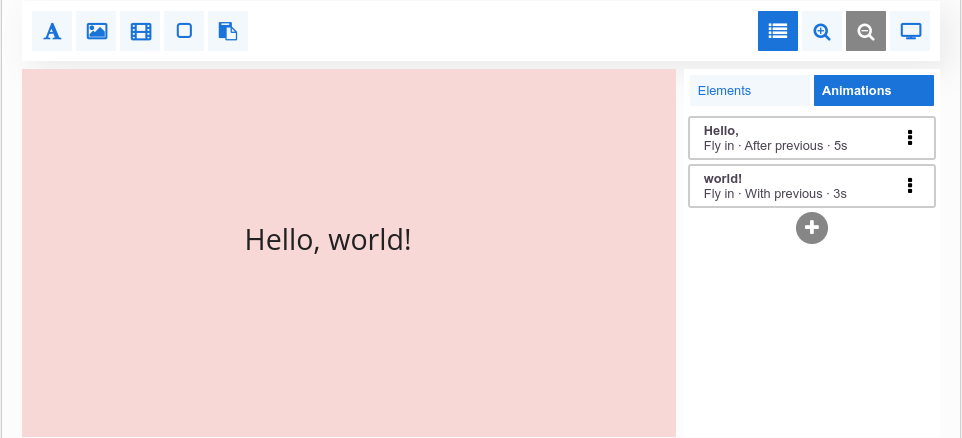 Elements
Animations
Hello,
Fly in · After previous · 5s
world!
Fly in · With previous · 3s
Hello, world!